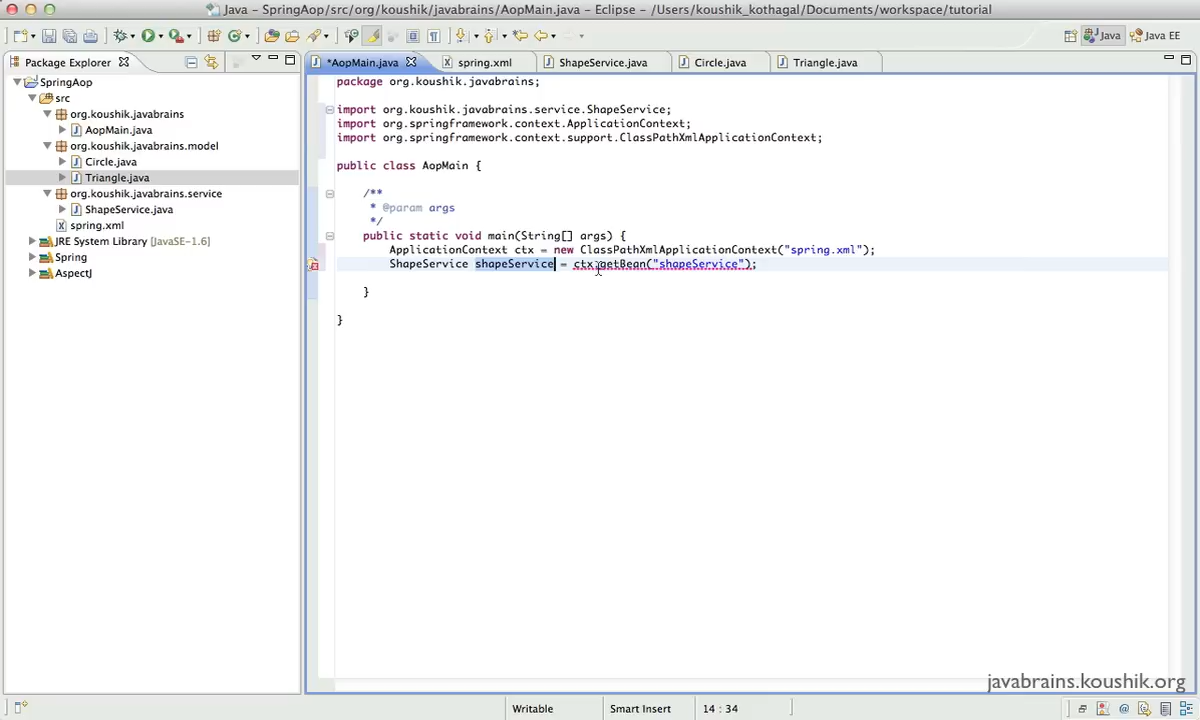 Java - SpringAop/src/org/koushik/javabrains/AopMain.java - Eclipse - /Users/koushik_kothagal/Documents/workspace/tutorial
Java
Java EE
Package Explorer
SpringAop
src
org.koushik.javabrains
AopMain.java
org.koushik.javabrains.model
Circle.java
Triangle.java
org.koushik.javabrains.service
ShapeService.java
spring.xml
JRE System Library [JavaSE-1.6]
Spring
AspectJ
*AopMain.java
spring.xml
ShapeService.java
Circle.java
Triangle.java
package org.koushik.javabrains;
import org.koushik.javabrains.service.ShapeService;
import org.springframework.context.ApplicationContext;
import org.springframework.context.support.ClassPathXmlApplicationContext;
public class AopMain {
/**
* @param args
*/
public static void main(String[] args) {
ApplicationContext ctx = new ClassPathXmlApplicationContext("spring.xml");
ShapeService shapeService = ctx.getBean("shapeService");
}
}
javabrains.koushik.org
Writable
Smart Insert
14 : 34